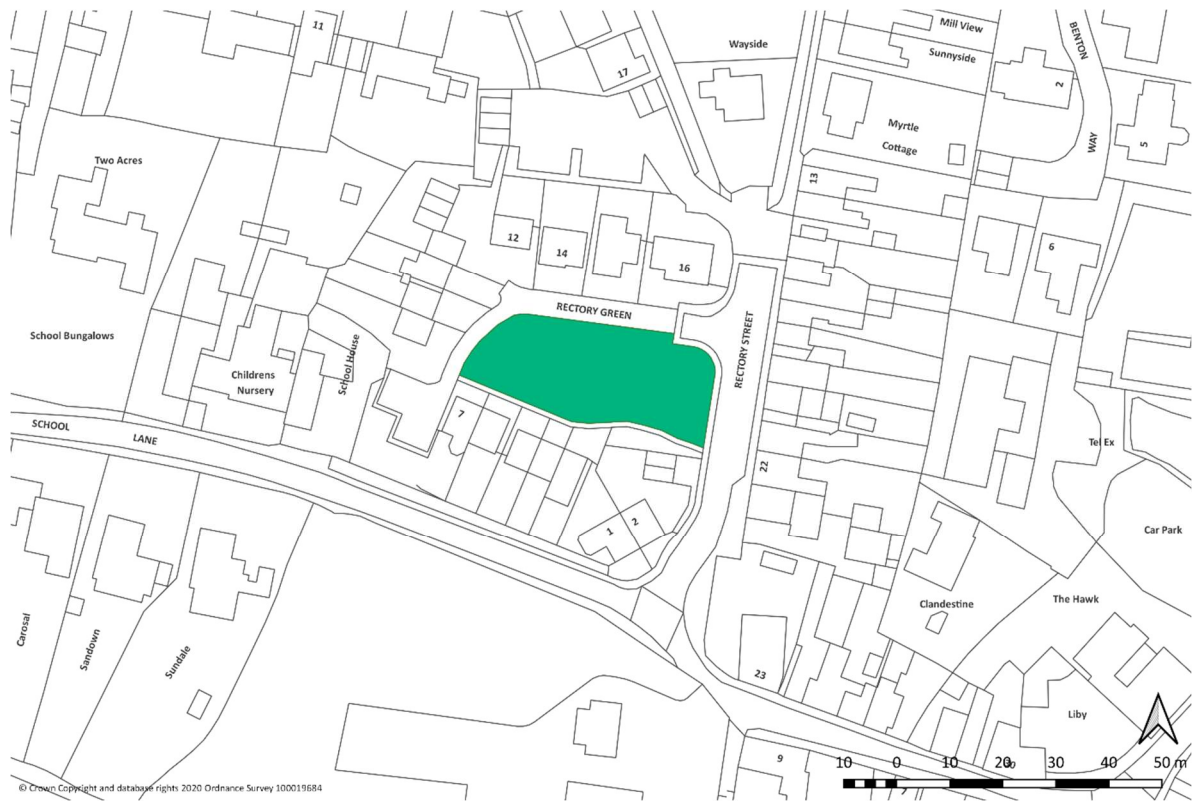 11
Wayside
Mill View
Sunnyside
BENTON
WAY
17
2
5
Myrtle
Cottage
Two Acres
13
12
14
16
6
RECTORY GREEN
RECTORY STREET
School Bungalows
School House
Childrens
Nursery
7
SCHOOL
LANE
Tel Ex
22
1
2
Car Park
Clandestine
The Hawk
Carosal
Sandown
Sundale
23
Liby
9
10 0 10 20 30 40 50 m
© Crown Copyright and database rights 2020 Ordnance Survey 100019684